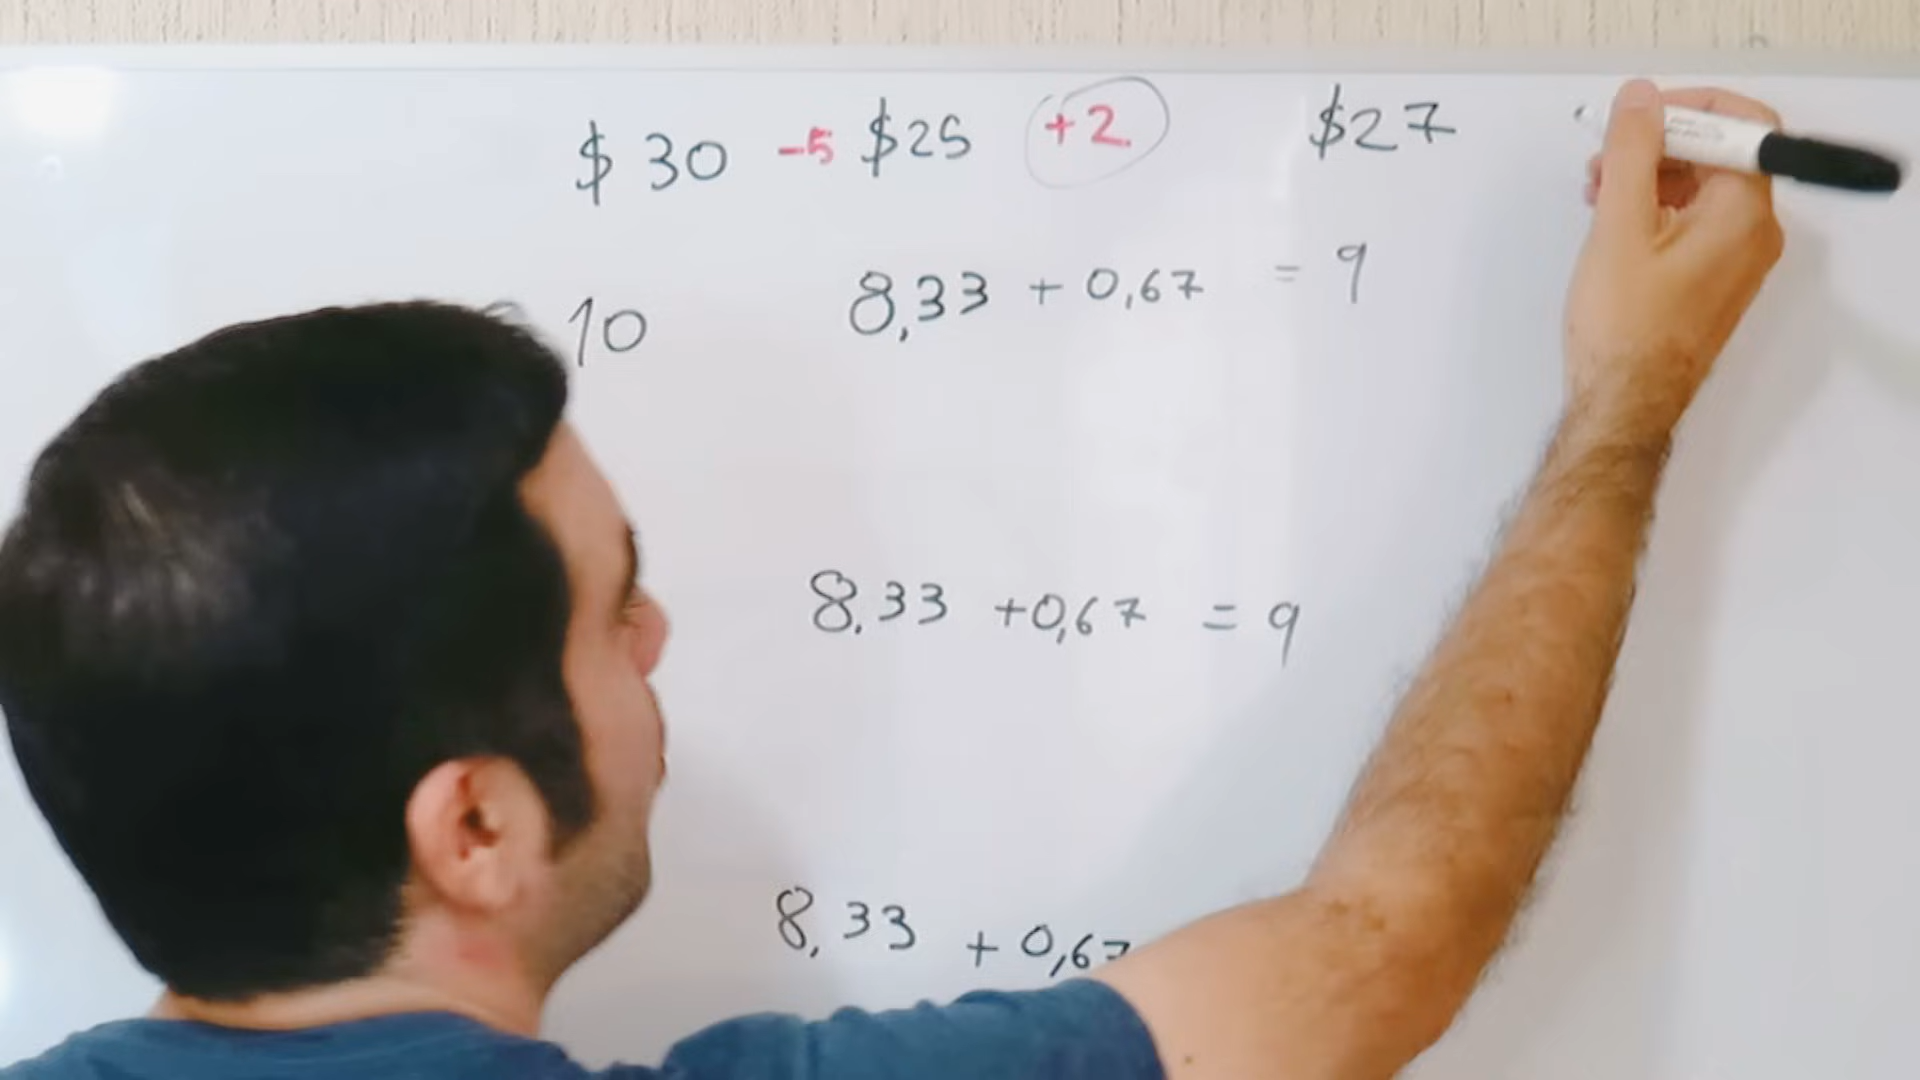 $ 30 -5 $25 +2 $27
10 8,33 + 0,67 = 9
8,33 +0,67 = 9
8,33 + 0,67